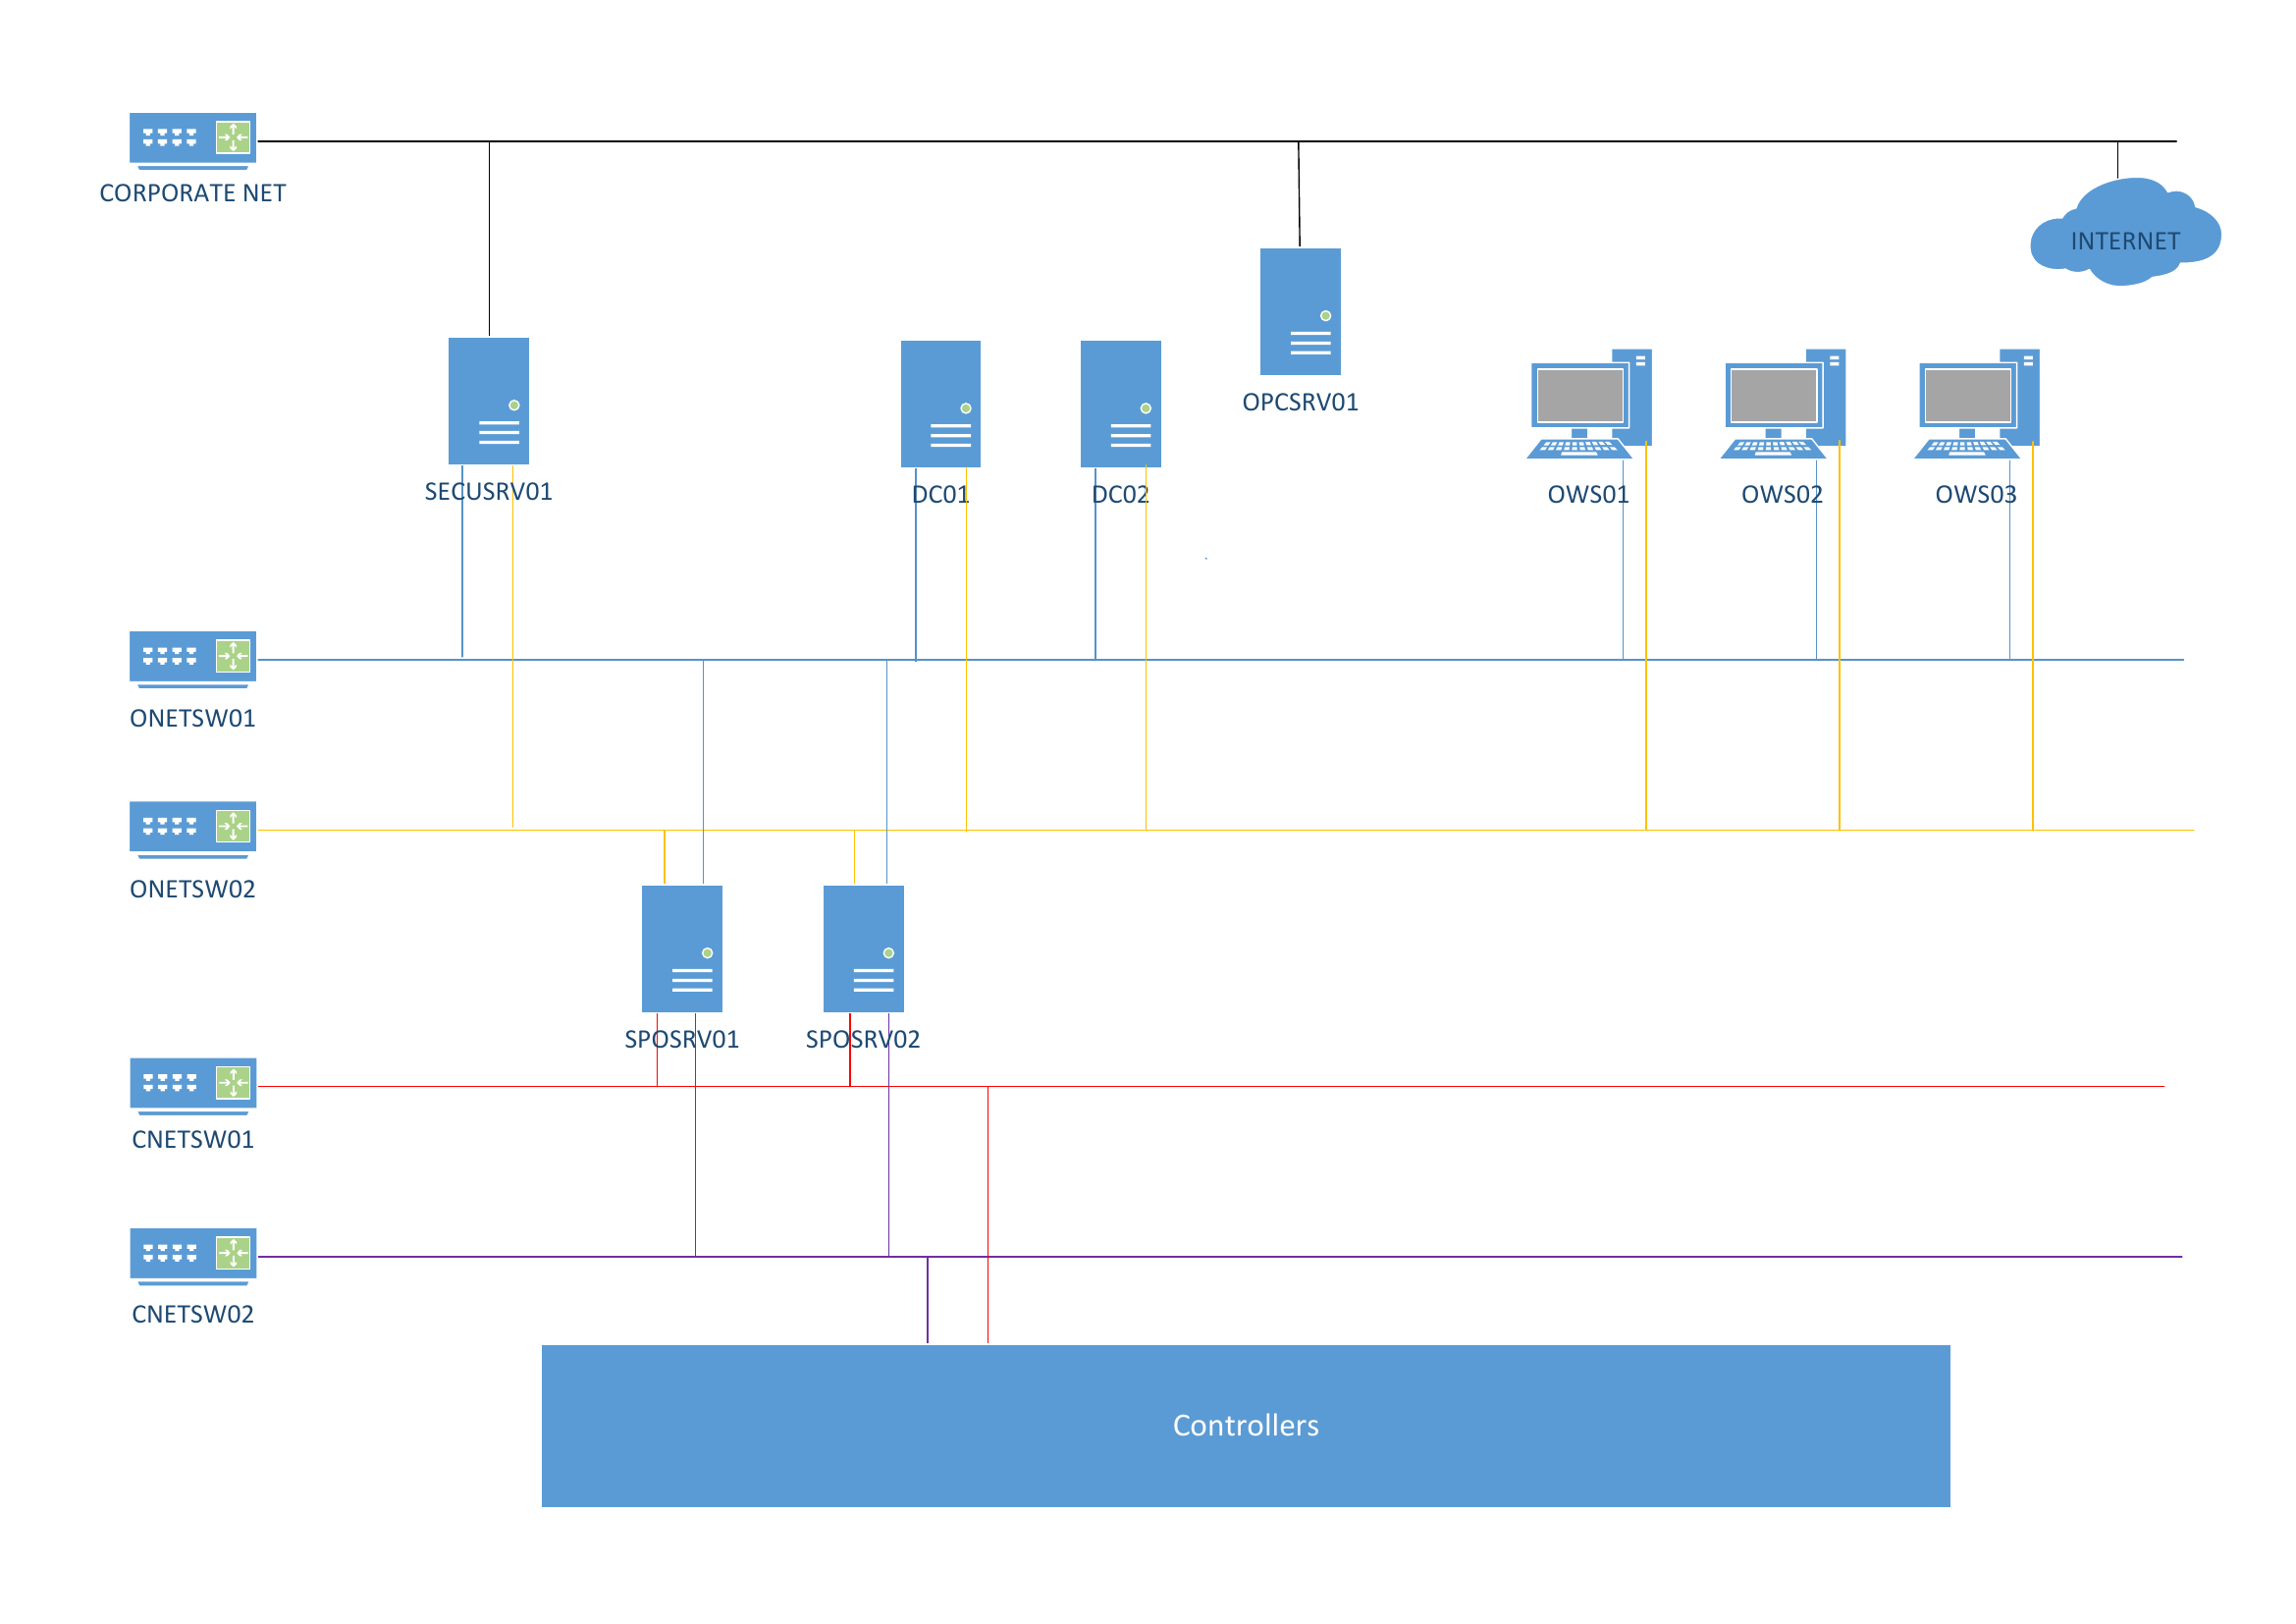 CORPORATE NET
INTERNET
OPCSRV01
SECUSRV01
DC01
DC02
OWS01
OWS02
OWS03
ONETSW01
ONETSW02
SPOSRV01
SPOSRV02
CNETSW01
CNETSW02
Controllers